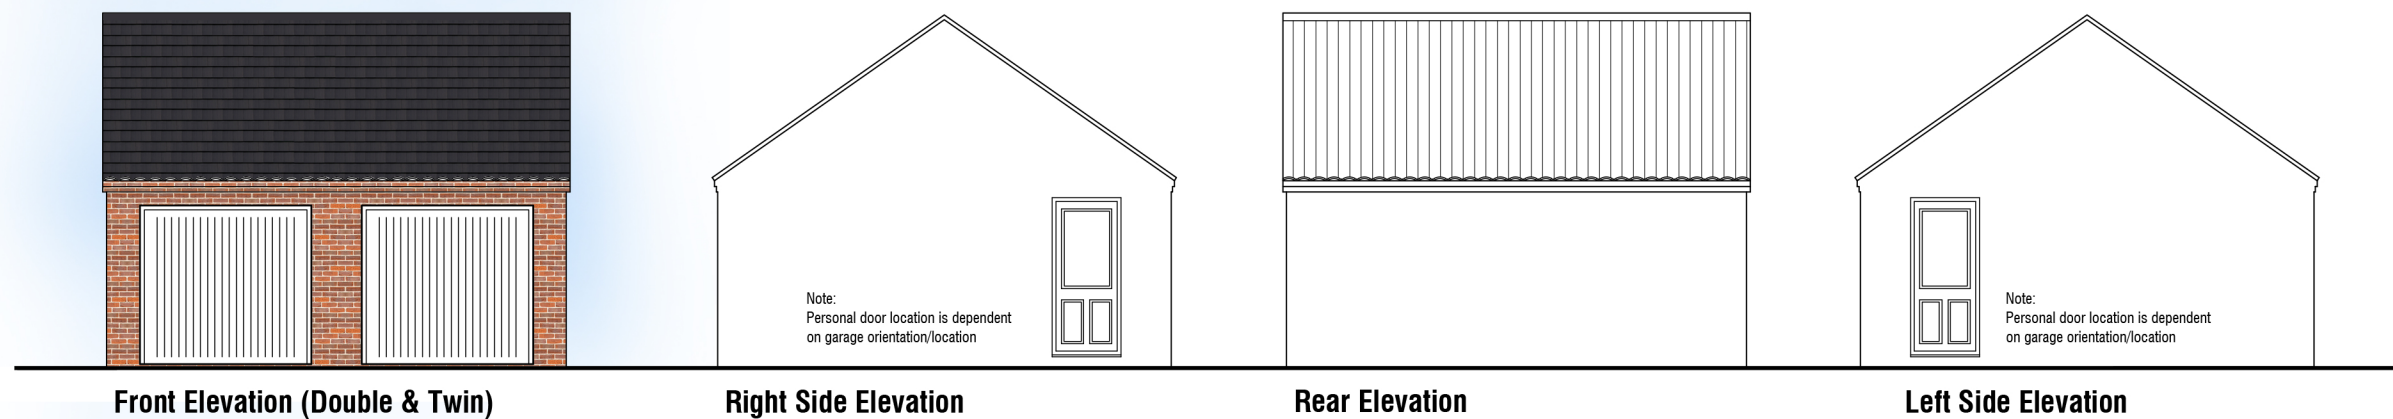 Note:
Personal door location is dependent
on garage orientation/location
Note:
Personal door location is dependent
on garage orientation/location
Front Elevation (Double & Twin)
Right Side Elevation
Rear Elevation
Left Side Elevation